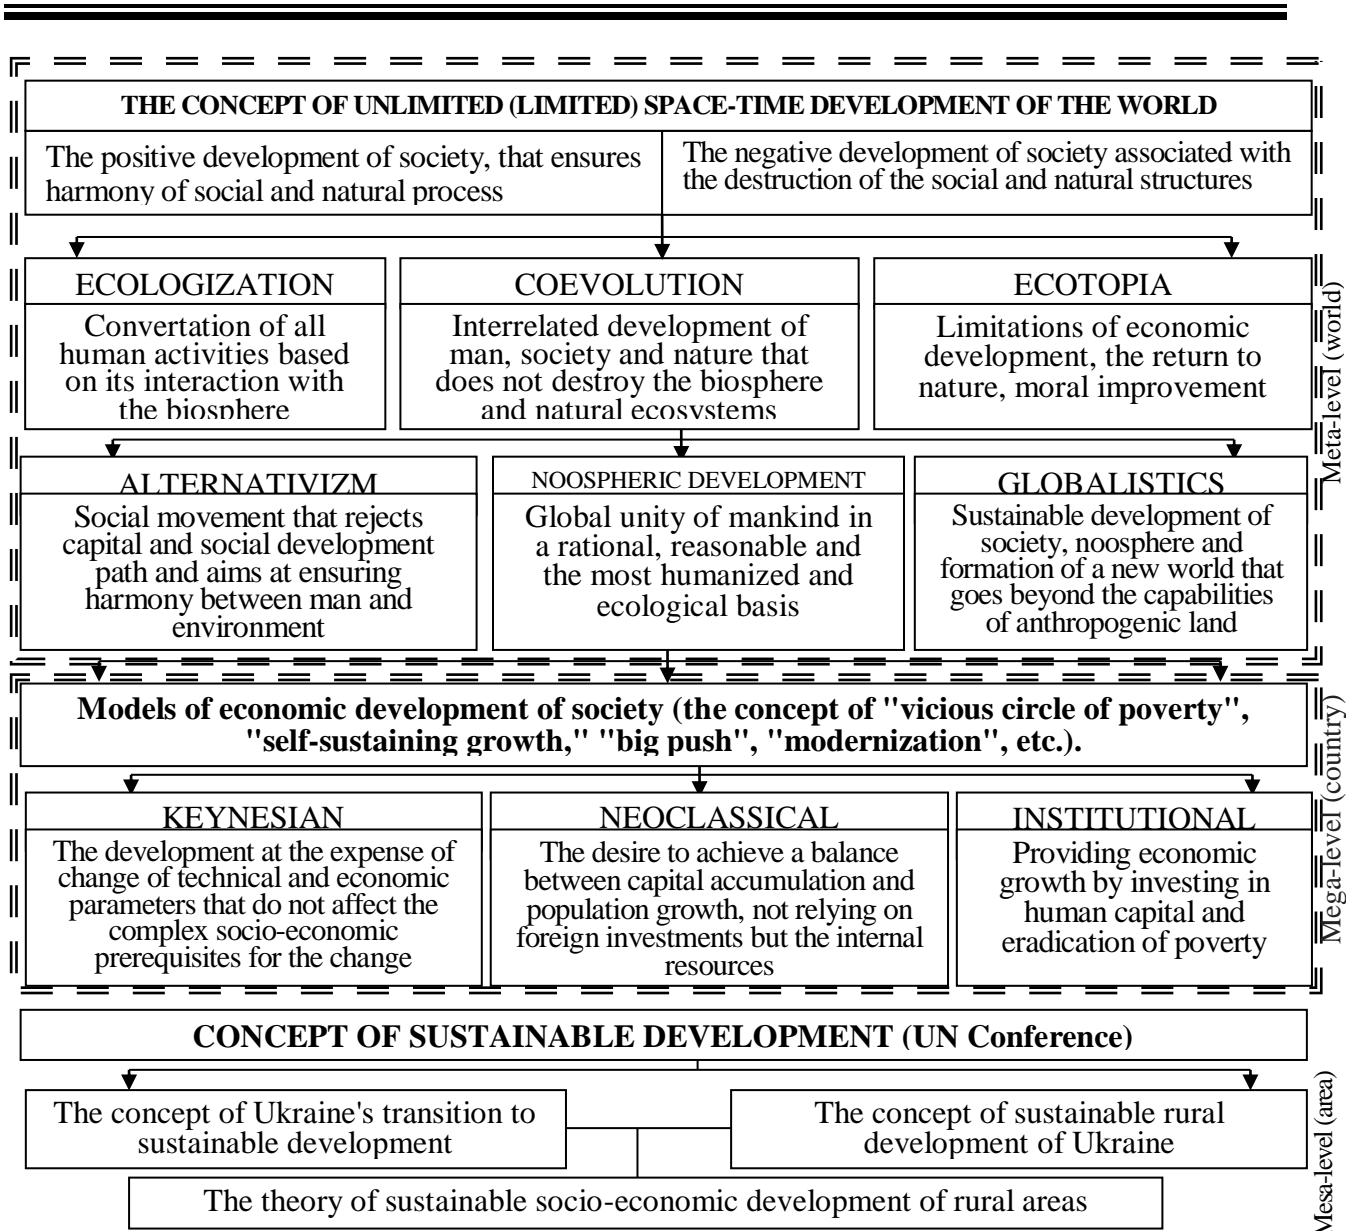 THE CONCEPT OF UNLIMITED (LIMITED) SPACE-TIME DEVELOPMENT OF THE WORLD
The positive development of society, that ensures
harmony of social and natural process
The negative development of society associated with
the destruction of the social and natural structures
ECOLOGIZATION
Convertation of all
human activities based
on its interaction with
the biosphere
COEVOLUTION
Interrelated development of
man, society and nature that
does not destroy the biosphere
and natural ecosystems
ECOTOPIA
Limitations of economic
development, the return to
nature, moral improvement
Meta-level (world)
ALTERNATIVIZM
Social movement that rejects
capital and social development
path and aims at ensuring
harmony between man and
environment
NOOSPHERIC DEVELOPMENT
Global unity of mankind in
a rational, reasonable and
the most humanized and
ecological basis
GLOBALISTICS
Sustainable development of
society, noosphere and
formation of a new world that
goes beyond the capabilities
of anthropogenic land
Models of economic development of society (the concept of "vicious circle of poverty",
"self-sustaining growth," "big push", "modernization", etc.).
KEYNESIAN
The development at the expense of
change of technical and economic
parameters that do not affect the
complex socio-economic
prerequisites for the change
NEOCLASSICAL
The desire to achieve a balance
between capital accumulation and
population growth, not relying on
foreign investments but the internal
resources
INSTITUTIONAL
Providing economic
growth by investing in
human capital and
eradication of poverty
Mega-level (country)
CONCEPT OF SUSTAINABLE DEVELOPMENT (UN Conference)
The concept of Ukraine's transition to
sustainable development
The concept of sustainable rural
development of Ukraine
The theory of sustainable socio-economic development of rural areas
Mesa-level (area)